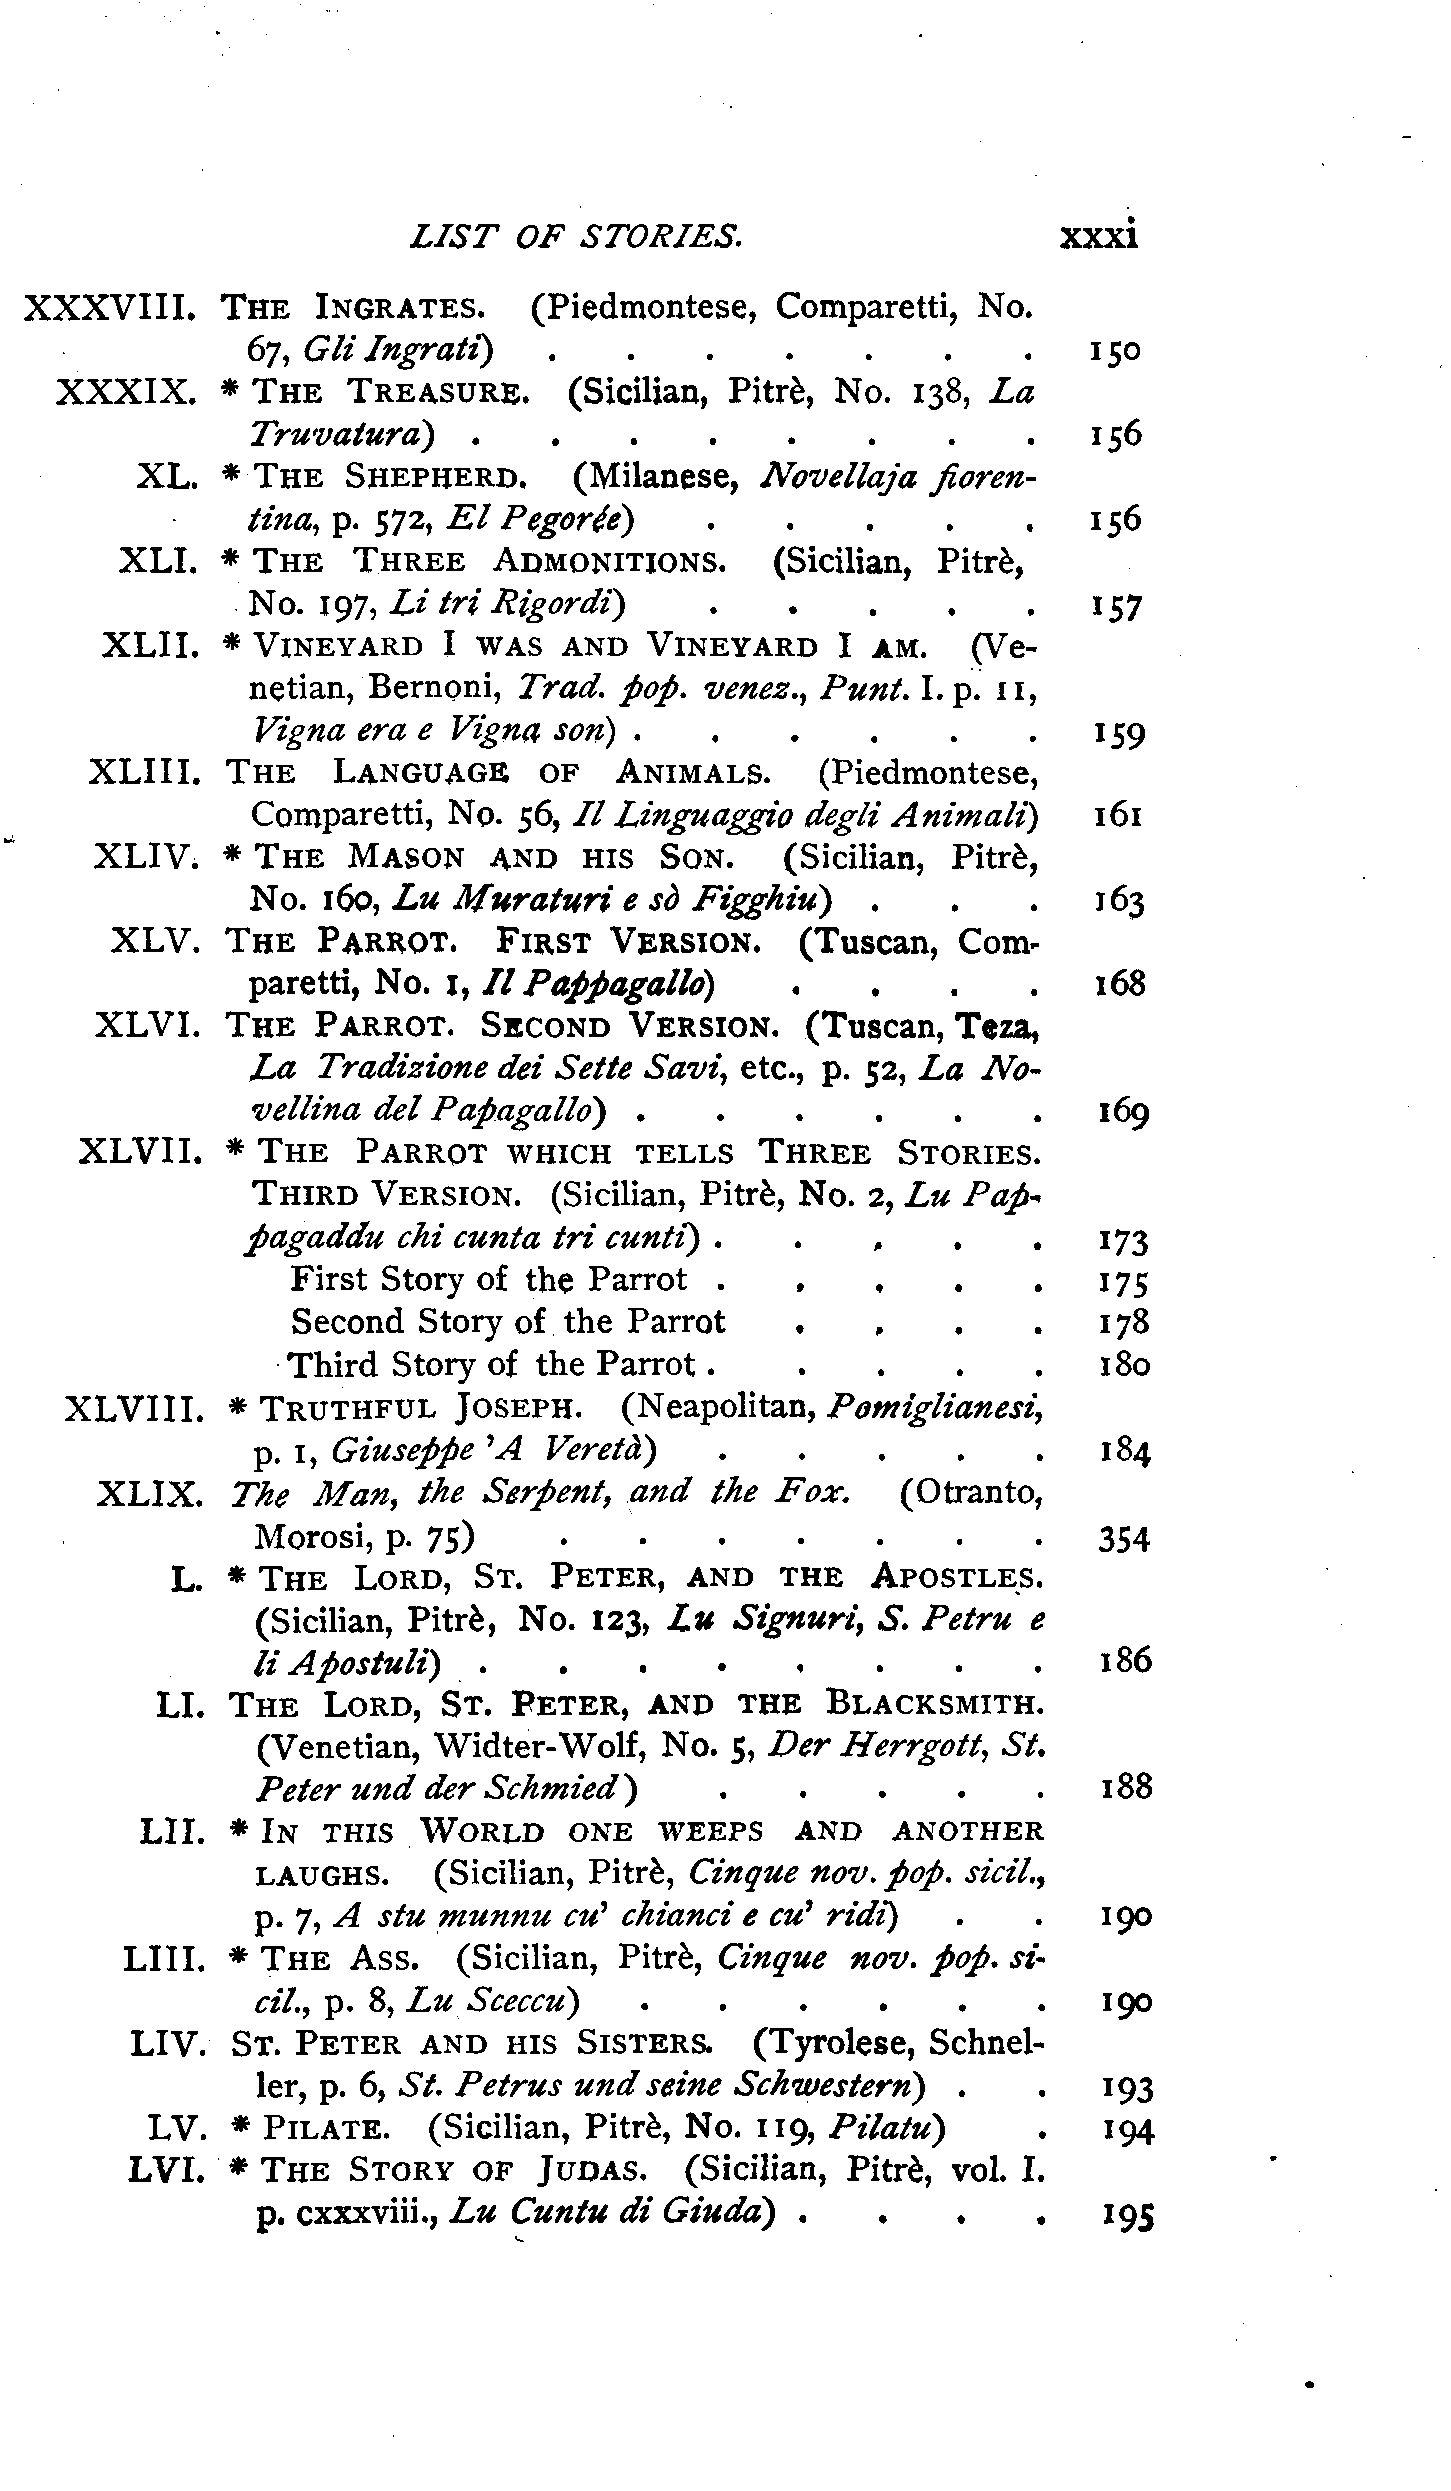 LIST OF STORIES. xxxi
XXXVIII. THE INGRATES. (Piedmontese, Comparetti, No.
67, Gli Ingrati) . . . . . . . 150
XXXIX. * THE TREASURE. (Sicilian, Pitrè, No. 138, La
Truvatura) . . . . . . . . 156
XL. * THE SHEPHERD. (Milanese, Novellaja fioren-
tina, p. 572, El Pegorée) . . . . . 156
XLI. * THE THREE ADMONITIONS. (Sicilian, Pitrè,
No. 197, Li tri Rigordi) . . . . . 157
XLII. * VINEYARD I WAS AND VINEYARD I AM. (Ve-
netian, Bernoni, Trad. pop. venez., Punt. I. p. 11,
Vigna era e Vigna son) . . . . . . 159
XLIII. THE LANGUAGE OF ANIMALS. (Piedmontese,
Comparetti, No. 56, Il Linguaggio degli Animali) 161
XLIV. * THE MASON AND HIS SON. (Sicilian, Pitrè,
No. 160, Lu Muraturi e sò Figghiu) . . . 163
XLV. THE PARROT. FIRST VERSION. (Tuscan, Com-
paretti, No. 1, Il Pappagallo) . . . . 168
XLVI. THE PARROT. SECOND VERSION. (Tuscan, Teza,
La Tradizione dei Sette Savi, etc., p. 52, La No-
vellina del Papagallo) . . . . . . 169
XLVII. * THE PARROT WHICH TELLS THREE STORIES.
THIRD VERSION. (Sicilian, Pitrè, No. 2, Lu Pap-
pagaddu chi cunta tri cunti) . . . . . 173
First Story of the Parrot . . . . . 175
Second Story of the Parrot . . . . 178
Third Story of the Parrot . . . . . 180
XLVIII. * TRUTHFUL JOSEPH. (Neapolitan, Pomiglianesi,
p. 1, Giuseppe 'A Veretà) . . . . . 184
XLIX. The Man, the Serpent, and the Fox. (Otranto,
Morosi, p. 75) . . . . . . . 354
L. * THE LORD, ST. PETER, AND THE APOSTLES.
(Sicilian, Pitrè, No. 123, Lu Signuri, S. Petru e
li Apostuli) . . . . . . . . 186
LI. THE LORD, ST. PETER, AND THE BLACKSMITH.
(Venetian, Widter-Wolf, No. 5, Der Herrgott, St.
Peter und der Schmied) . . . . . 188
LII. * IN THIS WORLD ONE WEEPS AND ANOTHER
LAUGHS. (Sicilian, Pitrè, Cinque nov. pop. sicil.,
p. 7, A stu munnu cu' chianci e cu' ridi) . . 190
LIII. * THE ASS. (Sicilian, Pitrè, Cinque nov. pop. si-
cil., p. 8, Lu Sceccu) . . . . . . 190
LIV. ST. PETER AND HIS SISTERS. (Tyrolese, Schnel-
ler, p. 6, St. Petrus und seine Schwestern) . . 193
LV. * PILATE. (Sicilian, Pitrè, No. 119, Pilatu) . 194
LVI. * THE STORY OF JUDAS. (Sicilian, Pitrè, vol. I.
p. cxxxviii., Lu Cuntu di Giuda) . . . . 195